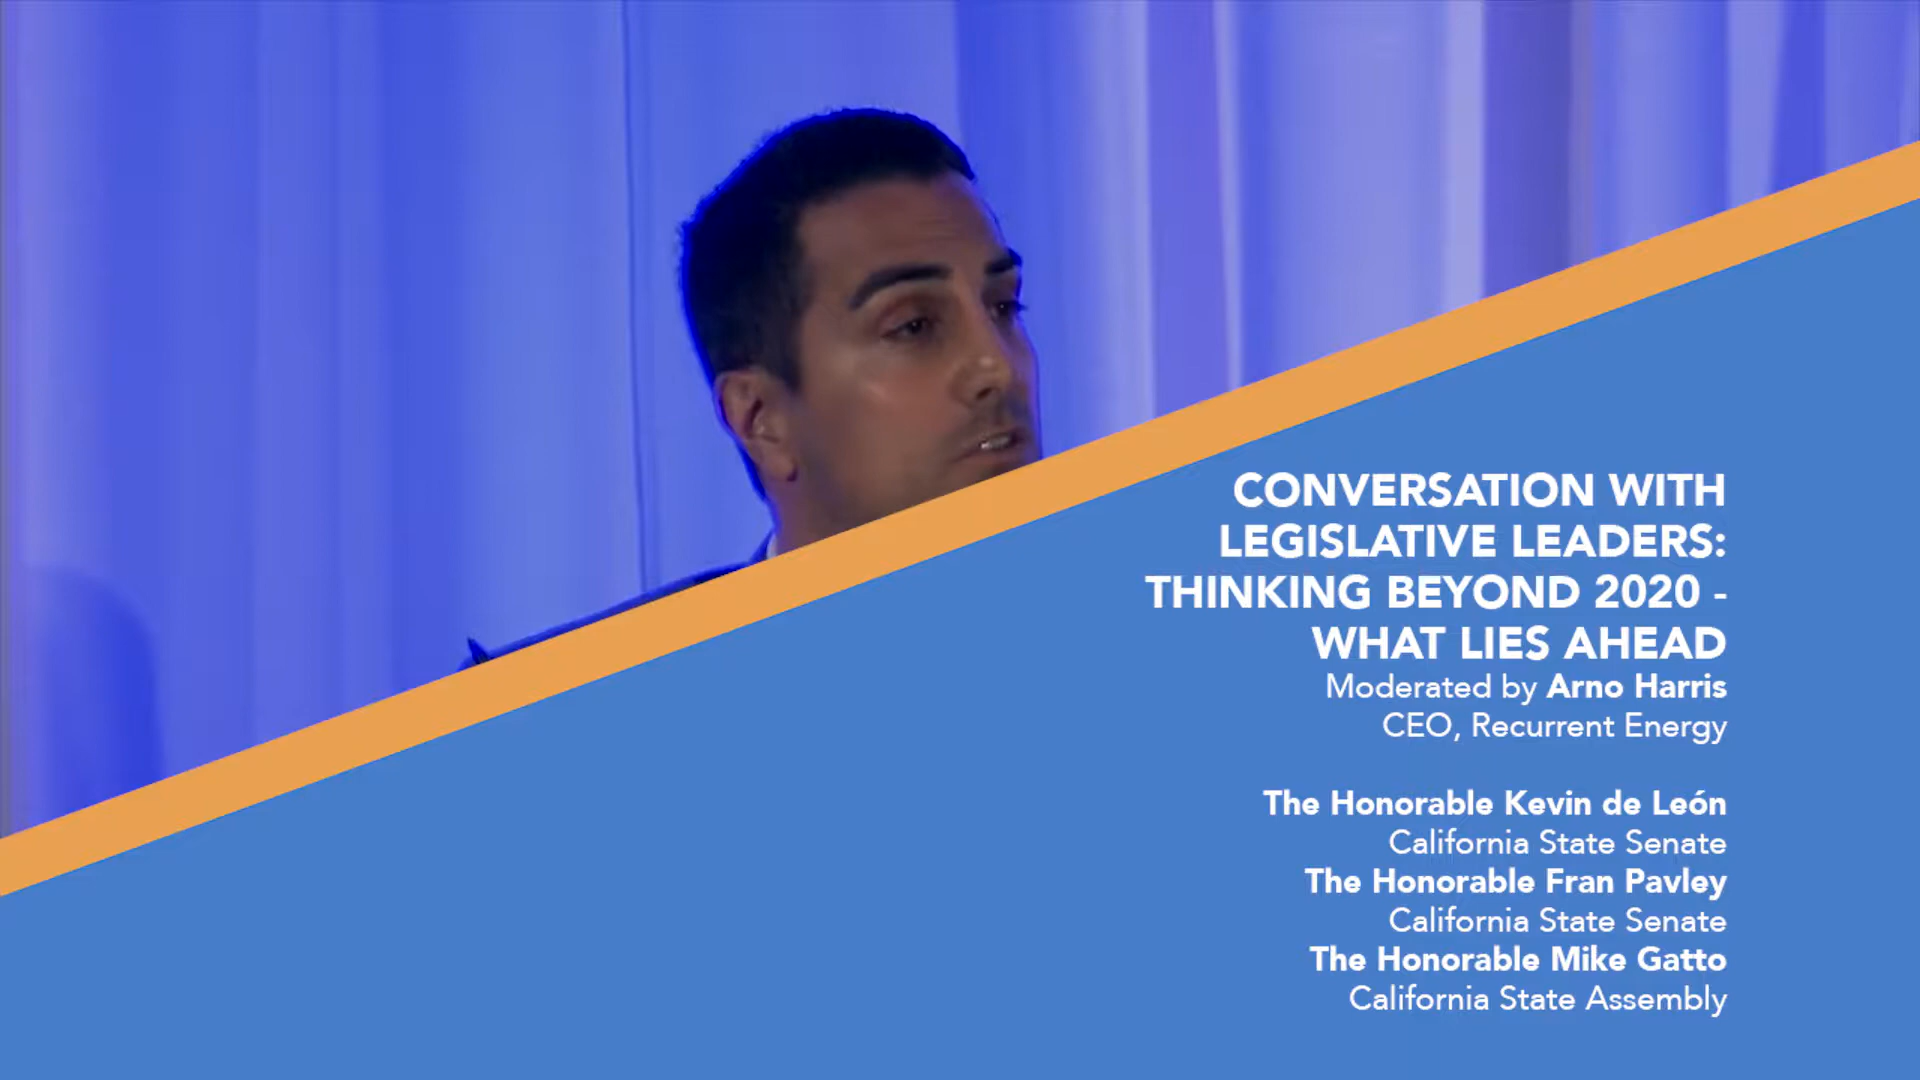 CONVERSATION WITH
LEGISLATIVE LEADERS:
THINKING BEYOND 2020 -
WHAT LIES AHEAD
Moderated by Arno Harris
CEO, Recurrent Energy
The Honorable Kevin de León
California State Senate
The Honorable Fran Pavley
California State Senate
The Honorable Mike Gatto
California State Assembly